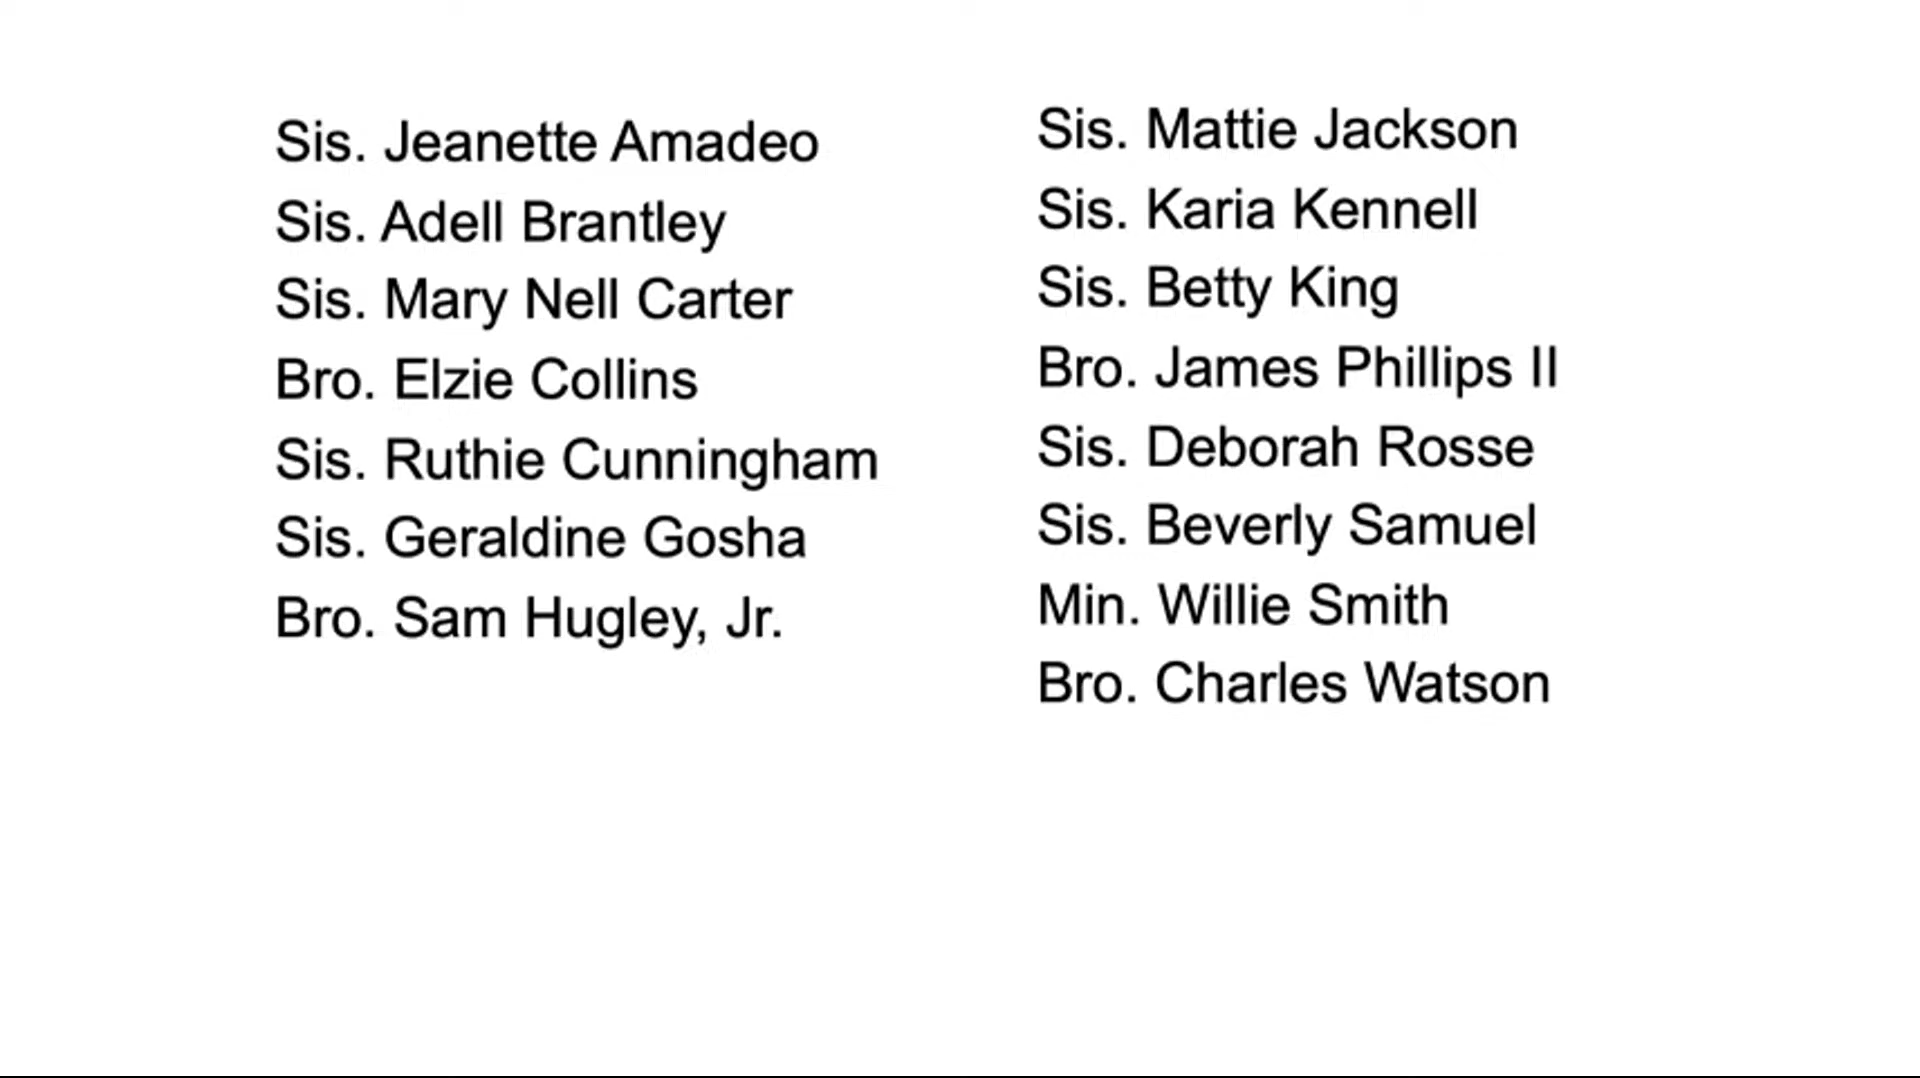 Sis. Jeanette Amadeo
Sis. Adell Brantley
Sis. Mary Nell Carter
Bro. Elzie Collins
Sis. Ruthie Cunningham
Sis. Geraldine Gosha
Bro. Sam Hugley, Jr.
Sis. Mattie Jackson
Sis. Karia Kennell
Sis. Betty King
Bro. James Phillips II
Sis. Deborah Rosse
Sis. Beverly Samuel
Min. Willie Smith
Bro. Charles Watson